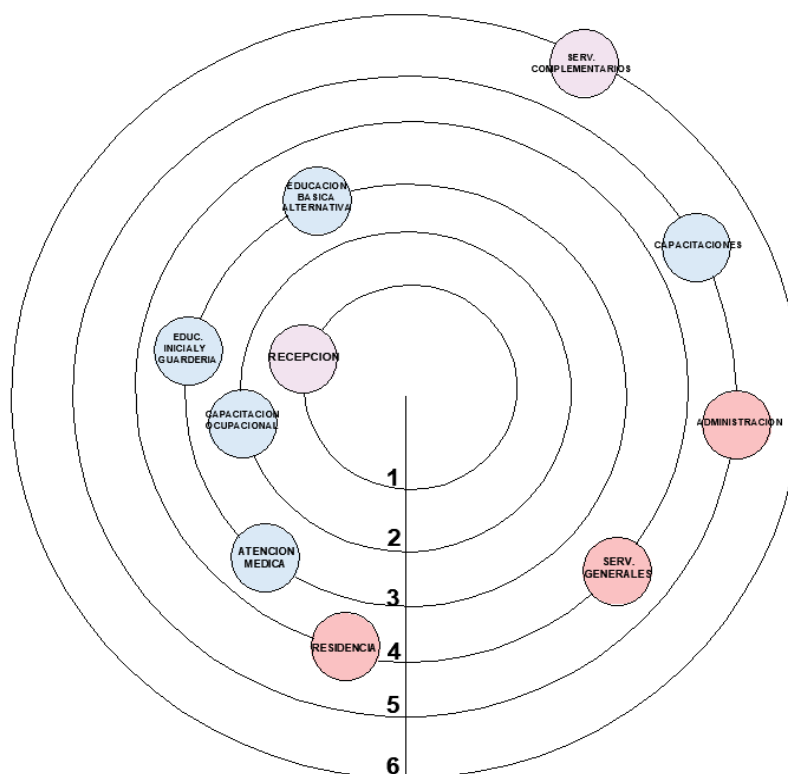 SERV.
COMPLEMENTARIOS
EDUCACION
BASICA
ALTERNATIVA
CAPACITACIONES
EDUC.
INICIAL Y
GUARDERIA
RECEPCION
CAPACITACION
OCUPACIONAL
ADMINISTRACIÓN
1
2
ATENCION
MEDICA
SERV.
GENERALES
3
RESIDENCIA
4
5
6